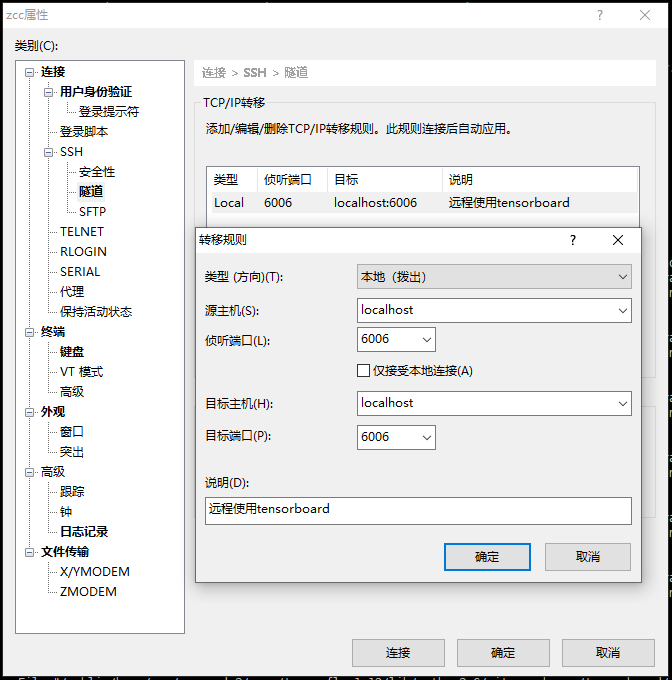 zcc属性
类别(C):
连接
用户身份验证
登录提示符
登录脚本
SSH
安全性
隧道
SFTP
TELNET
RLOGIN
SERIAL
代理
保持活动状态
终端
键盘
VT 模式
高级
外观
窗口
突出
高级
跟踪
钟
日志记录
文件传输
X/YMODEM
ZMODEM
连接 > SSH > 隧道
TCP/IP转移
添加/编辑/删除TCP/IP转移规则。此规则连接后自动应用。
类型 侦听端口 目标 说明
Local 6006 localhost:6006 远程使用tensorboard
转移规则
类型 (方向)(T): 本地（拨出）
源主机(S): localhost
侦听端口(L): 6006
仅接受本地连接(A)
目标主机(H): localhost
目标端口(P): 6006
说明(D):
远程使用tensorboard
确定 取消
连接 确定 取消